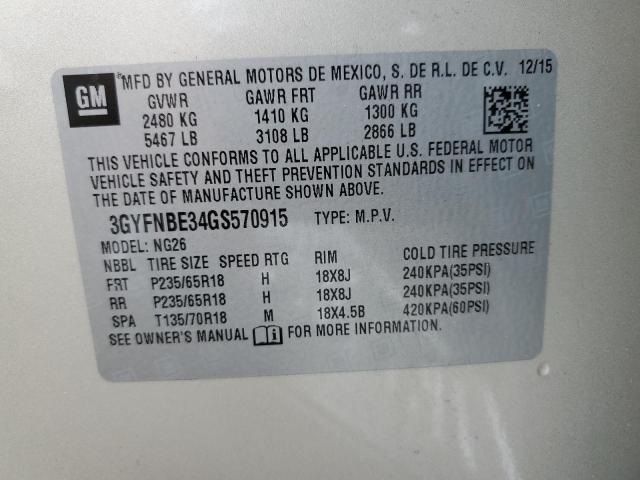 GM
*MFD BY GENERAL MOTORS DE MEXICO, S. DE R.L. DE C.V. 12/15
GVWR GAWR FRT GAWR RR
2480 KG 1410 KG 1300 KG
5467 LB 3108 LB 2866 LB
THIS VEHICLE CONFORMS TO ALL APPLICABLE U.S. FEDERAL MOTOR
VEHICLE SAFETY AND THEFT PREVENTION STANDARDS IN EFFECT ON
THE DATE OF MANUFACTURE SHOWN ABOVE.
3GYFNBE34GS570915 TYPE: M.P.V.
MODEL: NG26
NBBL TIRE SIZE SPEED RTG RIM COLD TIRE PRESSURE
FRT P235/65R18 H 18X8J 240KPA(35PSI)
RR P235/65R18 H 18X8J 240KPA(35PSI)
SPA T135/70R18 M 18X4.5B 420KPA(60PSI)
SEE OWNER'S MANUAL FOR MORE INFORMATION.